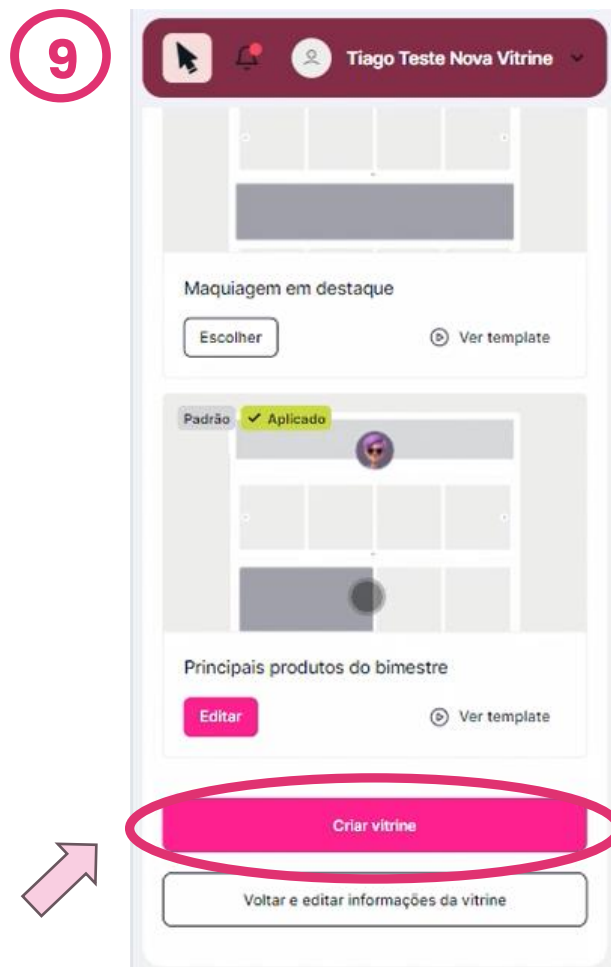 9
Tiago Teste Nova Vitrine
Maquiagem em destaque
Escolher
Ver template
Padrão
Aplicado
Principais produtos do bimestre
Editar
Ver template
Criar vitrine
Voltar e editar informações da vitrine